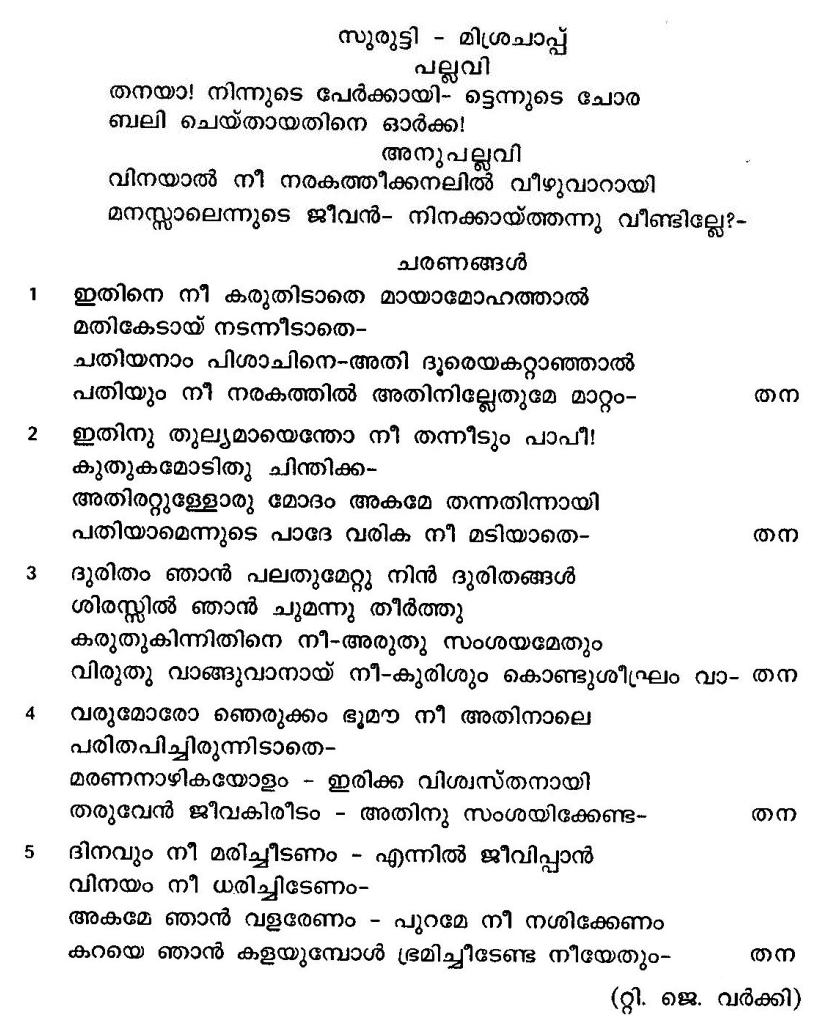 സുരുട്ടി - മിശ്രചാപ്പ്
പല്ലവി
തനയാ! നിന്നുടെ പേർക്കായി- ട്ടെന്നുടെ ചോര
ബലി ചെയ്തായതിനെ ഓർക്ക!
അനുപല്ലവി
വിനയാൽ നീ നരകത്തീക്കനലിൽ വീഴുവാറായി
മനസ്സാലെന്നുടെ ജീവൻ- നിനക്കായ്ത്തന്നു വീണ്ടില്ലേ?-
ചരണങ്ങൾ
1 ഇതിനെ നീ കരുതിടാതെ മായാമോഹത്താൽ
മതികേടായ് നടന്നീടാതെ-
ചതിയനാം പിശാചിനെ-അതി ദൂരെയകറ്റാഞ്ഞാൽ
പതിയും നീ നരകത്തിൽ അതിനില്ലേതുമേ മാറ്റം- തന
2 ഇതിനു തുല്യമായെന്തോ നീ തന്നീടും പാപീ!
കുതുകമോടിതു ചിന്തിക്ക-
അതിരറ്റുള്ളോരു മോദം അകമേ തന്നതിന്നായി
പതിയാമെന്നുടെ പാദേ വരിക നീ മടിയാതെ- തന
3 ദുരിതം ഞാൻ പലതുമേറ്റു നിൻ ദുരിതങ്ങൾ
ശിരസ്സിൽ ഞാൻ ചുമന്നു തീർത്തു
കരുതുകിന്നിതിനെ നീ-അരുതു സംശയമേതും
വിരുതു വാങ്ങുവാനായ് നീ-കുരിശും കൊണ്ടുശീഘ്രം വാ- തന
4 വരുമോരോ ഞെരുക്കം ഭൂമൗ നീ അതിനാലെ
പരിതപിച്ചിരുന്നിടാതെ-
മരണനാഴികയോളം - ഇരിക്ക വിശ്വസ്തനായി
തരുവേൻ ജീവകിരീടം - അതിനു സംശയിക്കേണ്ട- തന
5 ദിനവും നീ മരിച്ചീടണം - എന്നിൽ ജീവിപ്പാൻ
വിനയം നീ ധരിച്ചിടേണം-
അകമേ ഞാൻ വളരേണം - പുറമേ നീ നശിക്കേണം
കറയെ ഞാൻ കളയുമ്പോൾ ഭ്രമിച്ചീടേണ്ട നീയേതും- തന
(റ്റി. ജെ. വർക്കി)